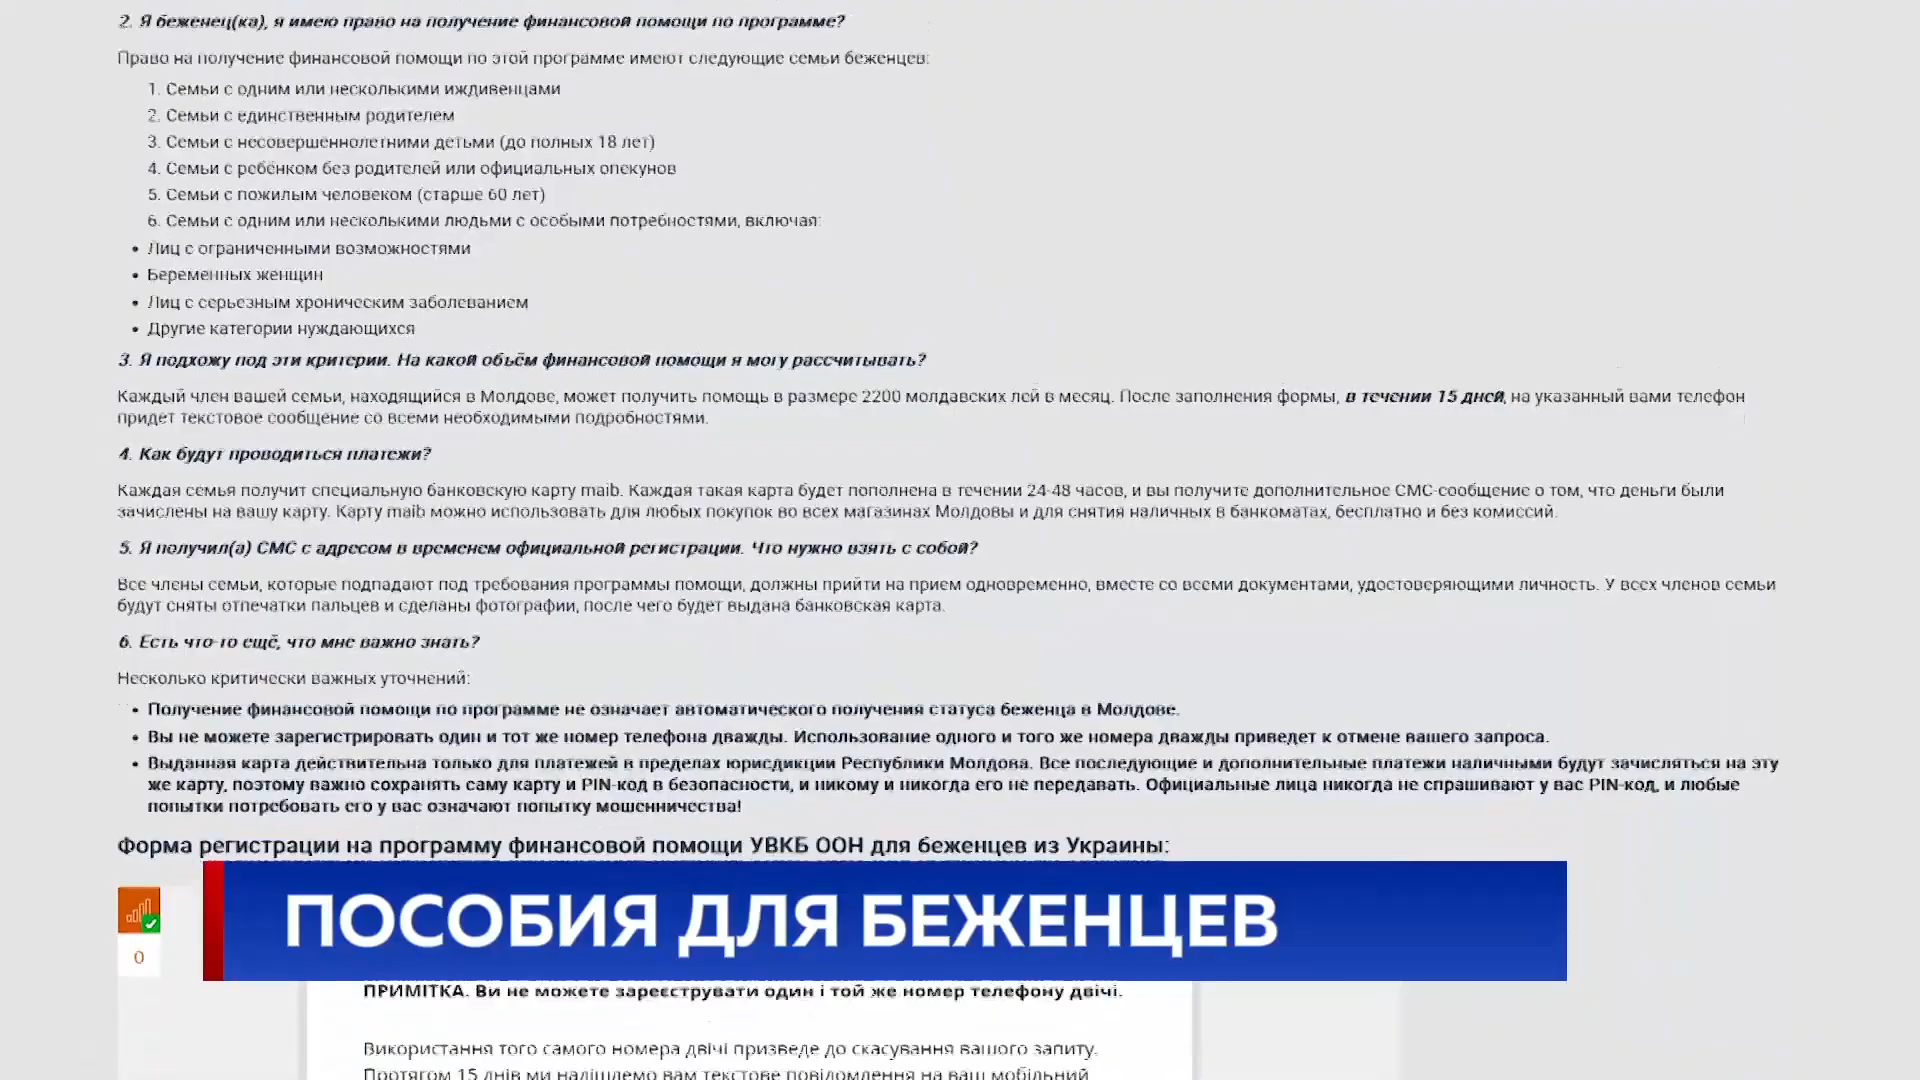 2. Я беженец(ка), я имею право на получение финансовой помощи по программе?
Право на получение финансовой помощи по этой программе имеют следующие семьи беженцев:
1. Семьи с одним или несколькими иждивенцами
2. Семьи с единственным родителем
3. Семьи с несовершеннолетними детьми (до полных 18 лет)
4. Семьи с ребёнком без родителей или официальных опекунов
5. Семьи с пожилым человеком (старше 60 лет)
6. Семьи с одним или несколькими людьми с особыми потребностями, включая:
• Лиц с ограниченными возможностями
• Беременных женщин
• Лиц с серьезным хроническим заболеванием
• Другие категории нуждающихся
3. Я подхожу под эти критерии. На какой объём финансовой помощи я могу рассчитывать?
Каждый член вашей семьи, находящийся в Молдове, может получить помощь в размере 2200 молдавских лей в месяц. После заполнения формы, в течении 15 дней, на указанный вами телефон
придет текстовое сообщение со всеми необходимыми подробностями.
4. Как будут проводиться платежи?
Каждая семья получит специальную банковскую карту maib. Каждая такая карта будет пополнена в течении 24-48 часов, и вы получите дополнительное СМС-сообщение о том, что деньги были
зачислены на вашу карту. Карту maib можно использовать для любых покупок во всех магазинах Молдовы и для снятия наличных в банкоматах, бесплатно и без комиссий.
5. Я получил(а) СМС с адресом в временем официальной регистрации. Что нужно взять с собой?
Все члены семьи, которые подпадают под требования программы помощи, должны прийти на прием одновременно, вместе со всеми документами, удостоверяющими личность. У всех членов семьи
будут сняты отпечатки пальцев и сделаны фотографии, после чего будет выдана банковская карта.
6. Есть что-то ещё, что мне важно знать?
Несколько критически важных уточнений:
• Получение финансовой помощи по программе не означает автоматического получения статуса беженца в Молдове.
• Вы не можете зарегистрировать один и тот же номер телефона дважды. Использование одного и того же номера дважды приведет к отмене вашего запроса.
• Выданная карта действительна только для платежей в пределах юрисдикции Республики Молдова. Все последующие и дополнительные платежи наличными будут зачисляться на эту
же карту, поэтому важно сохранять саму карту и PIN-код в безопасности, и никому и никогда его не передавать. Официальные лица никогда не спрашивают у вас PIN-код, и любые
попытки потребовать его у вас означают попытку мошенничества!
Форма регистрации на программу финансовой помощи УВКБ ООН для беженцев из Украины:
0
ПОСОБИЯ ДЛЯ БЕЖЕНЦЕВ
ПРИМІТКА. Ви не можете зареєструвати один і той же номер телефону двічі.
Використання того самого номера двічі призведе до скасування вашого запиту.
Протягом 15 днів ми надішлемо вам текстове повідомлення на ваш мобільний